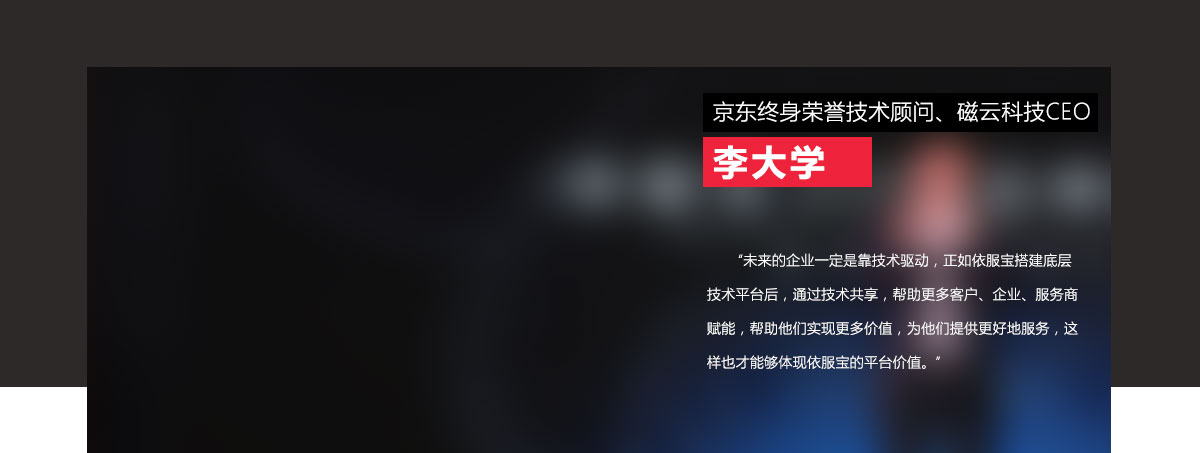 京东终身荣誉技术顾问、磁云科技CEO
李大学
“未来的企业一定是靠技术驱动，正如依服宝搭建底层
技术平台后，通过技术共享，帮助更多客户、企业、服务商
赋能，帮助他们实现更多价值，为他们提供更好地服务，这
样也才能够体现依服宝的平台价值。”